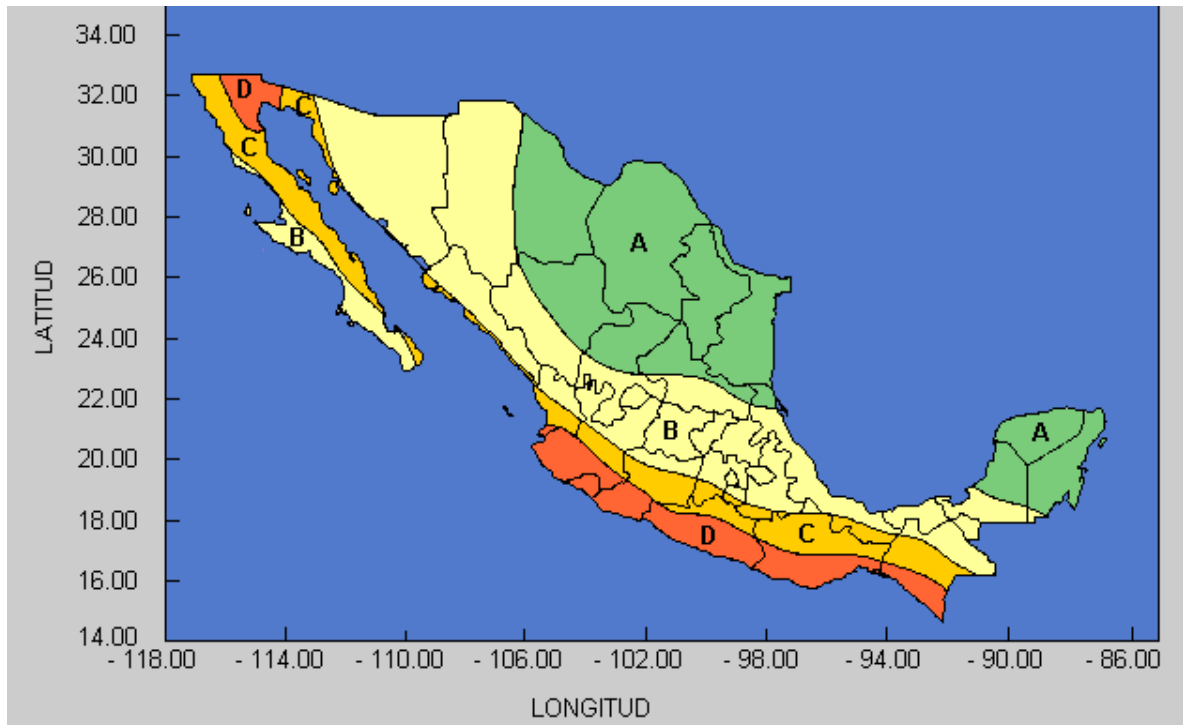 34.00
32.00
30.00
28.00
26.00
24.00
22.00
20.00
18.00
16.00
14.00
LATITUD
D
C
C
B
A
B
A
C
D
- 118.00 - 114.00 - 110.00 - 106.00 - 102.00 - 98.00 - 94.00 - 90.00 - 86.00
LONGITUD